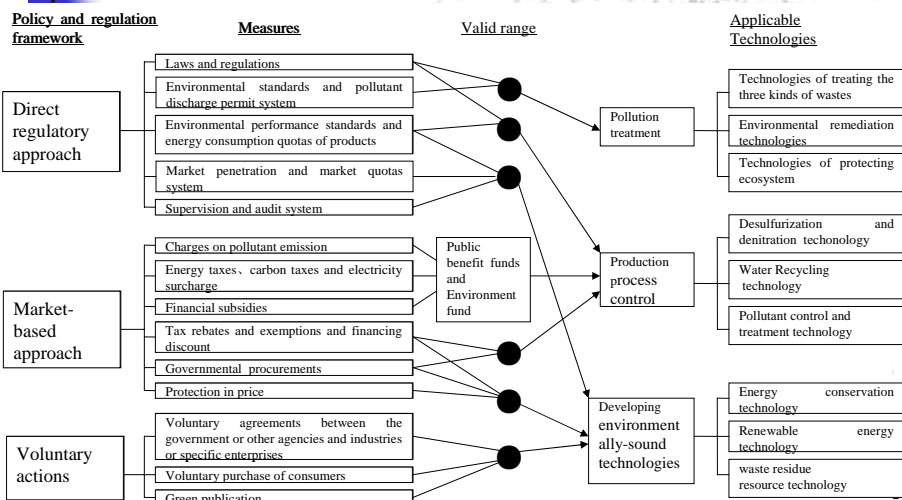 Policy and regulation
framework
Measures
Valid range
Applicable
Technologies
Direct
regulatory
approach
Laws and regulations
Environmental standards and pollutant
discharge permit system
Environmental performance standards and
energy consumption quotas of products
Market penetration and market quotas
system
Supervision and audit system
Pollution
treatment
Technologies of treating the
three kinds of wastes
Environmental remediation
technologies
Technologies of protecting
ecosystem
Market-
based
approach
Charges on pollutant emission
Energy taxes、carbon taxes and electricity
surcharge
Financial subsidies
Tax rebates and exemptions and financing
discount
Governmental procurements
Protection in price
Public
benefit funds
and
Environment
fund
Production
process
control
Desulfurization and
denitration techonology
Water Recycling
technology
Pollutant control and
treatment technology
Voluntary
actions
Voluntary agreements between the
government or other agencies and industries
or specific enterprises
Voluntary purchase of consumers
Green publication
Developing
environment
ally-sound
technologies
Energy conservation
technology
Renewable energy
technology
waste residue
resource technology